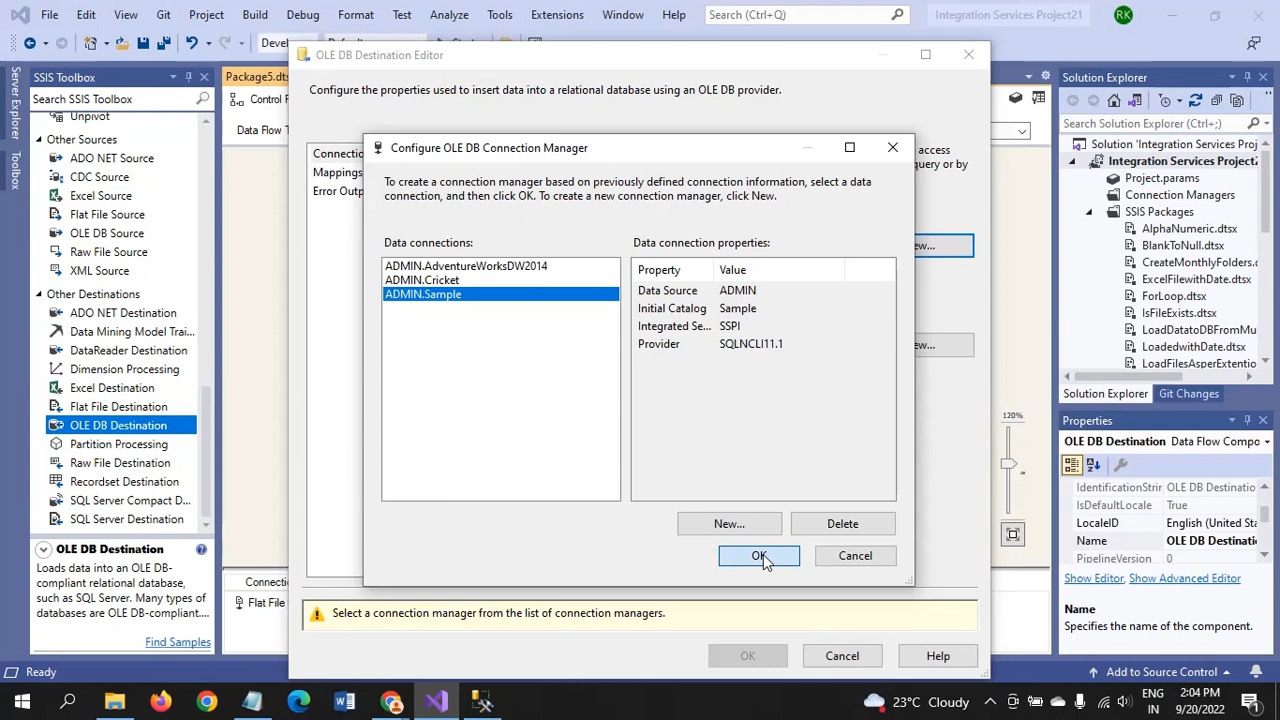 File Edit View Git Project Build Debug Format Test Analyze Tools Extensions Window Help Search (Ctrl+Q) Integration Services Project21 RK
Devel
OLE DB Destination Editor
SSIS Toolbox
Package5.dts
Solution Explorer
Server Explorer
Toolbox
Search SSIS Toolbox
Control F
Configure the properties used to insert data into a relational database using an OLE DB provider.
Search Solution Explorer (Ctrl+;)
Unpivot
Other Sources
ADO NET Source
CDC Source
Excel Source
Flat File Source
OLE DB Source
Raw File Source
XML Source
Other Destinations
ADO NET Destination
Data Mining Model Trai...
DataReader Destination
Dimension Processing
Excel Destination
Flat File Destination
OLE DB Destination
Partition Processing
Raw File Destination
Recordset Destination
SQL Server Compact D...
SQL Server Destination
OLE DB Destination
Loads data into an OLE DB-
compliant relational database,
such as SQL Server. Many types of
databases are OLE DB-compliant....
Find Samples
Data Flow T
Connectio
Mappings
Error Outp
access
query or by
ew...
ew...
Configure OLE DB Connection Manager
To create a connection manager based on previously defined connection information, select a data
connection, and then click OK. To create a new connection manager, click New.
Data connections:
ADMIN.AdventureWorksDW2014
ADMIN.Cricket
ADMIN.Sample
Data connection properties:
Property Value
Data Source ADMIN
Initial Catalog Sample
Integrated Se... SSPI
Provider SQLNCLI11.1
New... Delete
OK Cancel
Connecti
Flat File
Select a connection manager from the list of connection managers.
OK Cancel Help
120%
Solution 'Integration Services Proj
Integration Services Project2
Project.params
Connection Managers
SSIS Packages
AlphaNumeric.dtsx
BlankToNull.dtsx
CreateMonthlyFolders.
ExcelFilewithDate.dtsx
ForLoop.dtsx
IsFileExists.dtsx
LoadDatatoDBFromMu
LoadedwithDate.dtsx
LoadFilesAsperExtentio
Solution Explorer Git Changes
Properties
OLE DB Destination Data Flow Compo
IdentificationStrir OLE DB Destinatio
IsDefaultLocale True
LocaleID English (United Sta
Name OLE DB Destinatio
PipelineVersion 0
Show Editor, Show Advanced Editor
Name
Specifies the name of the component.
Ready
Add to Source Control
23°C Cloudy
ENG
IN
2:04 PM
9/20/2022
1